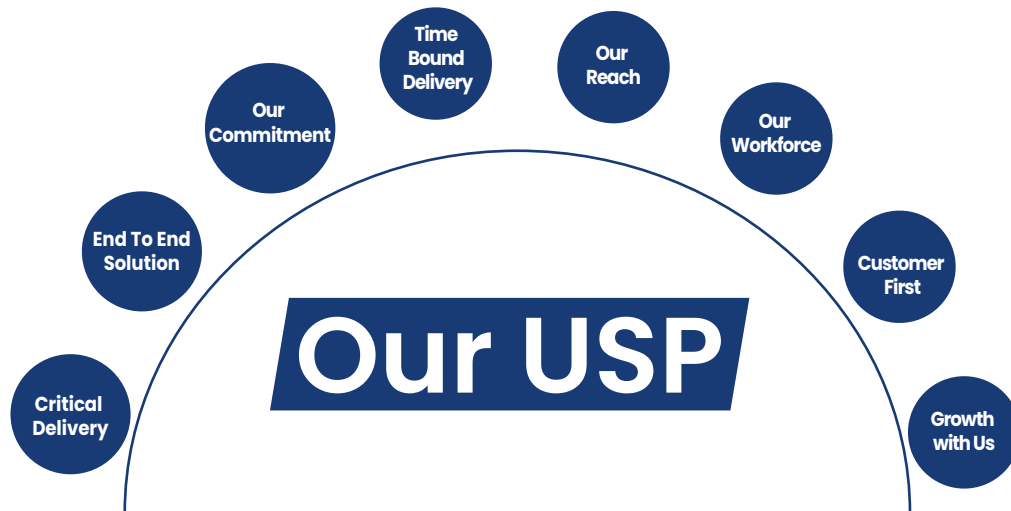 Time
Bound
Delivery
Our
Reach
Our
Commitment
Our
Workforce
End To End
Solution
Customer
First
Our USP
Critical
Delivery
Growth
with Us